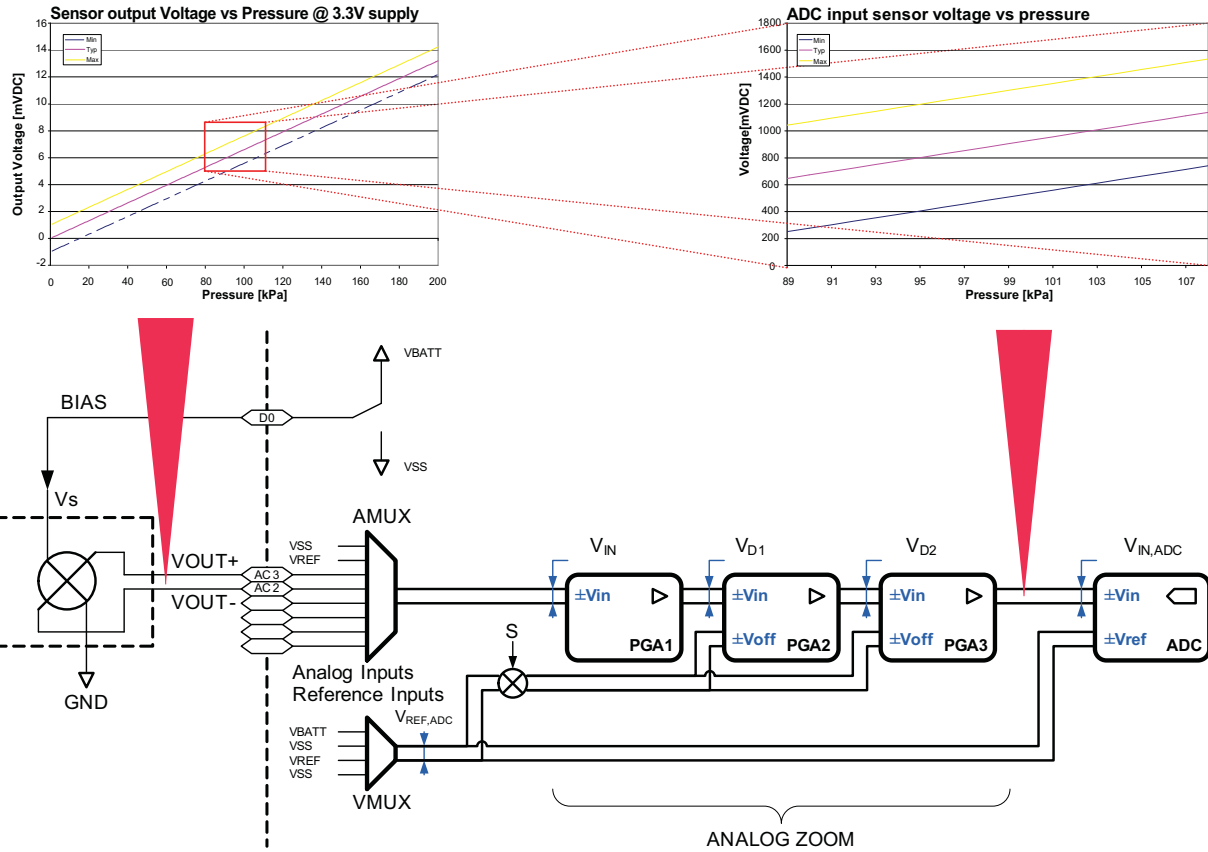 Sensor output Voltage vs Pressure @ 3.3V supply
Output Voltage [mVDC]
16
14
12
10
8
6
4
2
0
-2
Min
Typ
Max
0 20 40 60 80 100 120 140 160 180 200
Pressure [kPa]
ADC input sensor voltage vs pressure
Voltage[mVDC]
1800
1600
1400
1200
1000
800
600
400
200
0
Min
Typ
Max
89 91 93 95 97 99 101 103 105 107
Pressure [kPa]
VBATT
BIAS
D0
VSS
Vs
AMUX
VSS
VREF
VOUT+
AC3
AC2
VOUT-
GND
Analog Inputs
Reference Inputs
VBATT
VSS
VREF
VSS
VMUX
VREF,ADC
S
VIN
±Vin
PGA1
VD1
±Vin
±Voff
PGA2
VD2
±Vin
±Voff
PGA3
VIN,ADC
±Vin
±Vref
ADC
ANALOG ZOOM